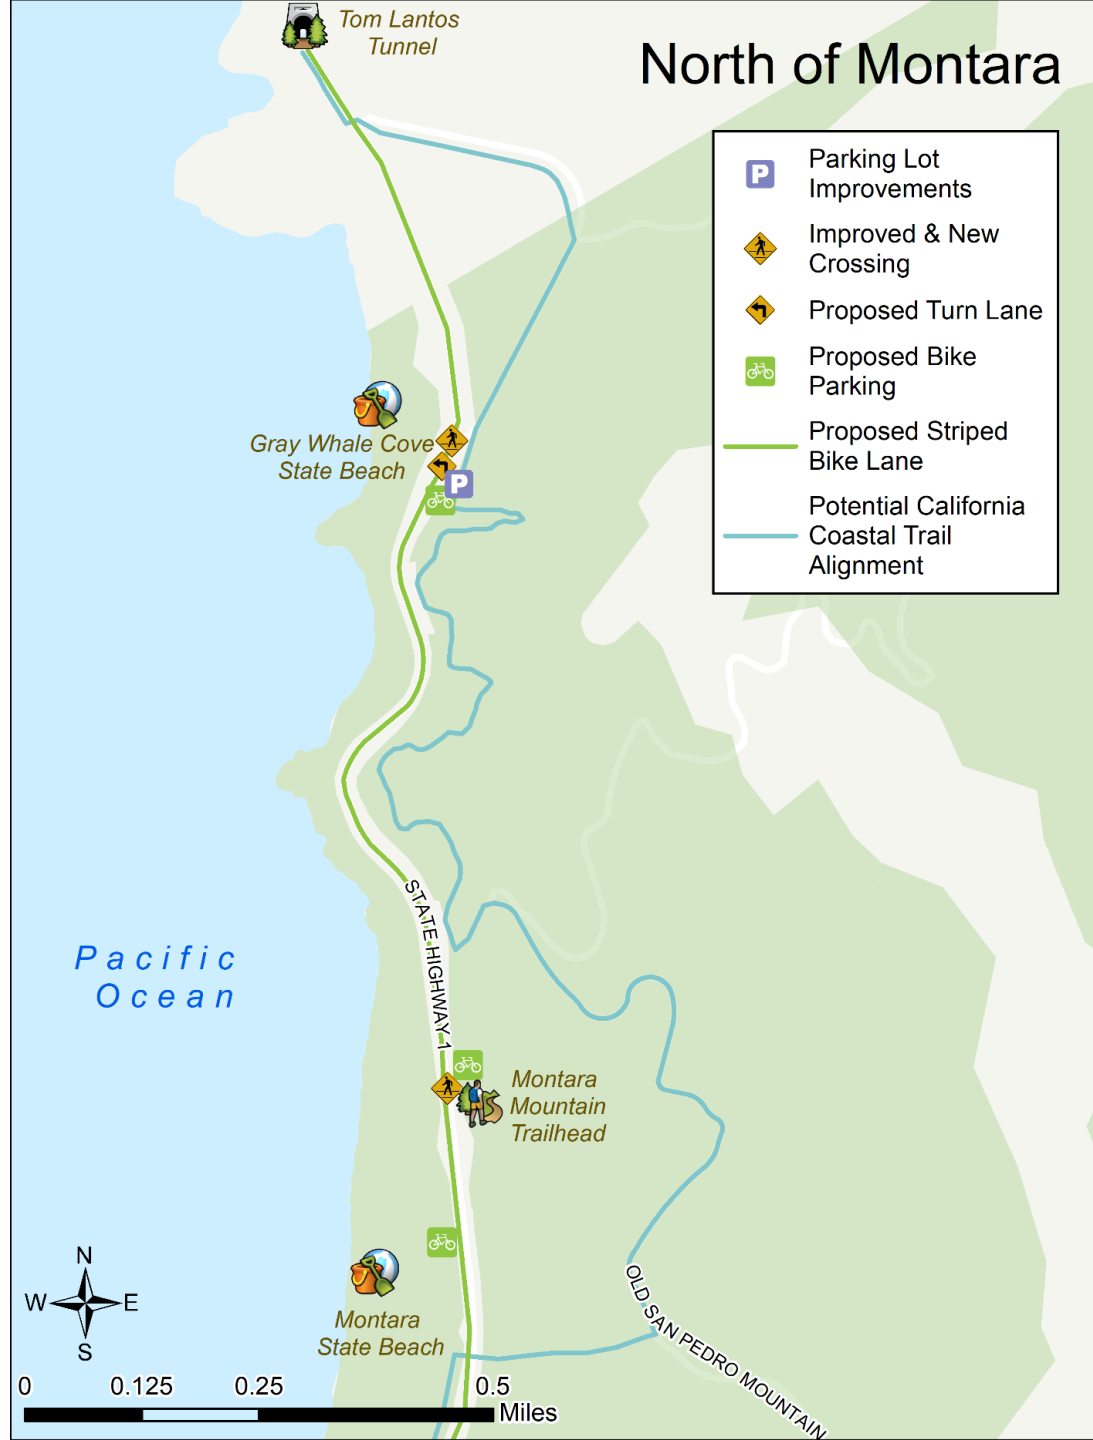 Tom Lantos
Tunnel
North of Montara
P
Parking Lot
Improvements
Improved & New
Crossing
Proposed Turn Lane
Proposed Bike
Parking
Proposed Striped
Bike Lane
Potential California
Coastal Trail
Alignment
Gray Whale Cove
State Beach
P
STATE HIGHWAY 1
Pacific
Ocean
Montara
Mountain
Trailhead
Montara
State Beach
OLD SAN PEDRO MOUNTAIN
N
W E
S
0 0.125 0.25 0.5
Miles